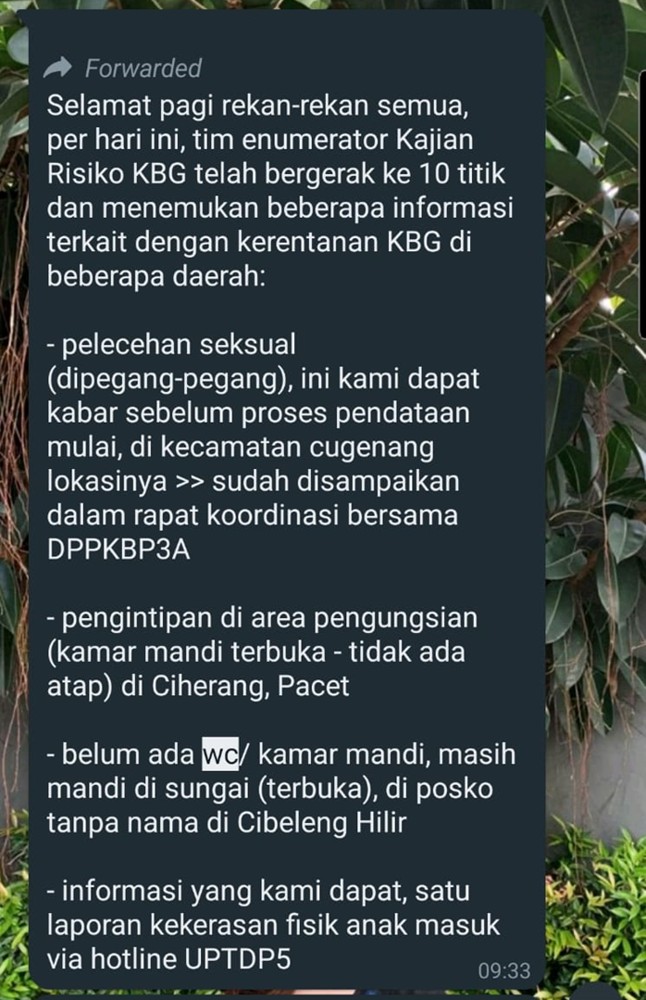 Forwarded
Selamat pagi rekan-rekan semua,
per hari ini, tim enumerator Kajian
Risiko KBG telah bergerak ke 10 titik
dan menemukan beberapa informasi
terkait dengan kerentanan KBG di
beberapa daerah:
- pelecehan seksual
(dipegang-pegang), ini kami dapat
kabar sebelum proses pendataan
mulai, di kecamatan cugenang
lokasinya >> sudah disampaikan
dalam rapat koordinasi bersama
DPPKBP3A
- pengintipan di area pengungsian
(kamar mandi terbuka - tidak ada
atap) di Ciherang, Pacet
- belum ada wc/ kamar mandi, masih
mandi di sungai (terbuka), di posko
tanpa nama di Cibeleng Hilir
- informasi yang kami dapat, satu
laporan kekerasan fisik anak masuk
via hotline UPTDP5
09:33